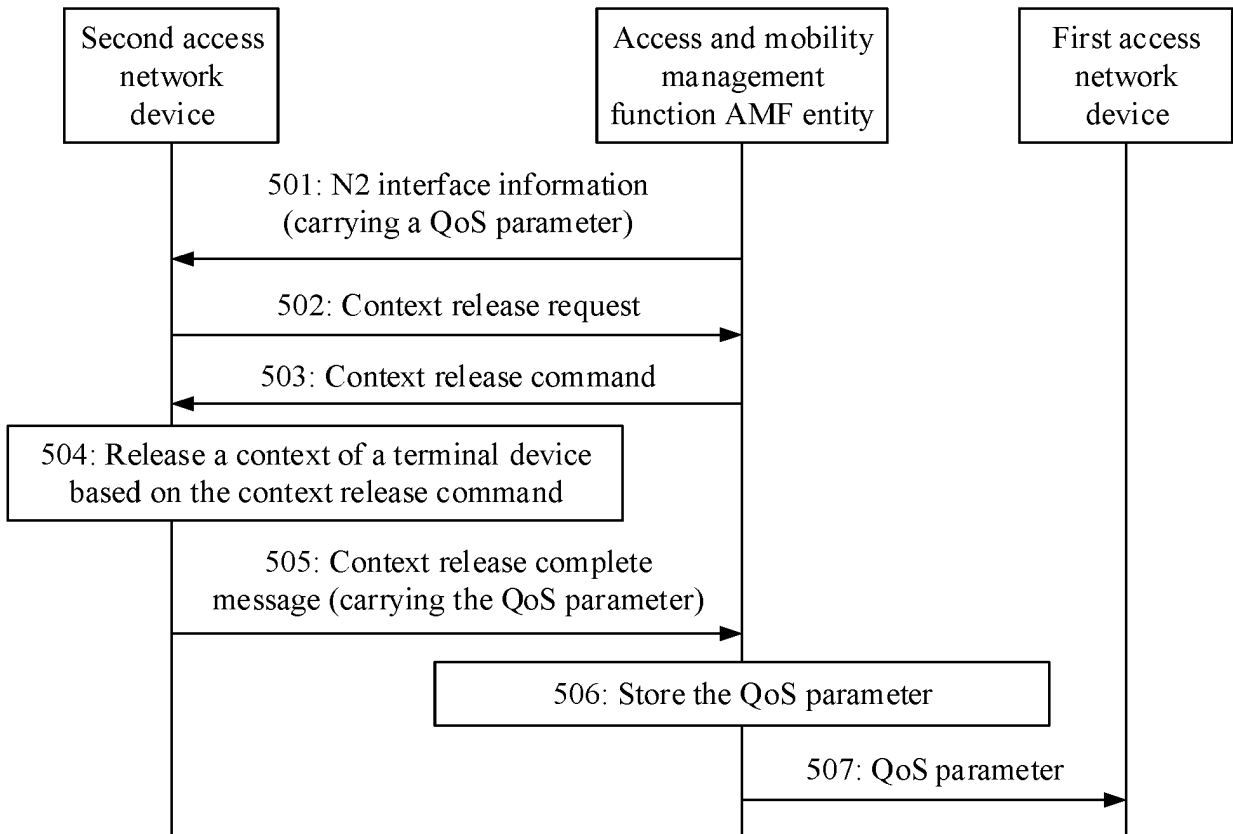 Second access
network
device
Access and mobility
management
function AMF entity
First access
network
device
501: N2 interface information
(carrying a QoS parameter)
502: Context release request
503: Context release command
504: Release a context of a terminal device
based on the context release command
505: Context release complete
message (carrying the QoS parameter)
506: Store the QoS parameter
507: QoS parameter